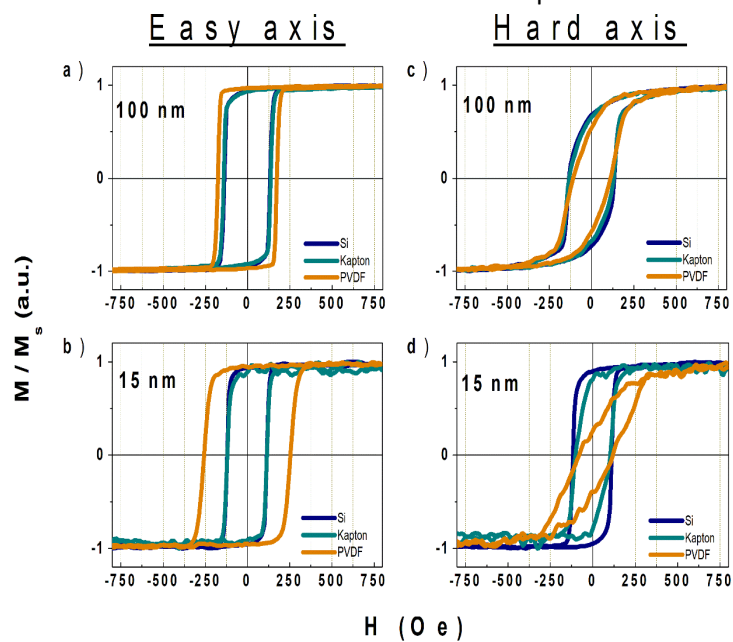 Easy axis
Hard axis
a)
1
0
-1
100 nm
Si
Kapton
PVDF
-750 -500 -250 0 250 500 750
c)
1
0
-1
100 nm
Si
Kapton
PVDF
-750 -500 -250 0 250 500 750
b)
1
0
-1
15 nm
Si
Kapton
PVDF
-750 -500 -250 0 250 500 750
d)
1
0
-1
15 nm
Si
Kapton
PVDF
-750 -500 -250 0 250 500 750
M / Ms (a.u.)
H (Oe)